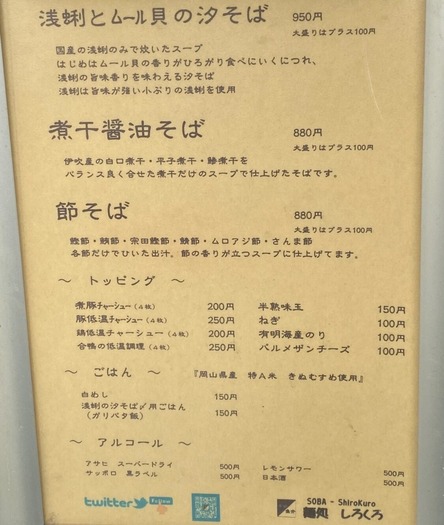 浅蜊とムール貝の汐そば 950円
大盛りはプラス100円
国産の浅蜊のみで炊いたスープ
はじめはムール貝の香りがひろがり食べにいくにつれ、
浅蜊の旨味香りを味わえる汐そば
浅蜊は旨味が強い小ぶりの浅蜊を使用
煮干醤油そば 880円
大盛りはプラス100円
伊吹産の白口煮干・平子煮干・鯵煮干を
バランス良く合せた煮干だけのスープで仕上げたそばです。
節そば 880円
大盛りはプラス100円
鰹節・鮪節・宗田鰹節・鯖節・ムロアジ節・さんま節
各節だけでひいた出汁。節の香りが立つスープに仕上げてます。
～ トッピング ～
煮豚チャーシュー(4枚) 200円 半熟味玉 150円
豚低温チャーシュー(4枚) 250円 ねぎ 100円
鶏低温チャーシュー(4枚) 200円 有明海産のり 100円
合鴨の低温調理(4枚) 250円 パルメザンチーズ 100円
～ ごはん ～ 『岡山県産 特A米 きぬむすめ使用』
白めし 150円
浅蜊の汐そば〆用ごはん
(ガリバタ飯) 150円
～ アルコール ～
アサヒ スーパードライ 500円 レモンサワー 500円
サッポロ 黒ラベル 500円 日本酒 500円
twitter Follow
SOBA - ShiroKuro
麺処 しろくろ